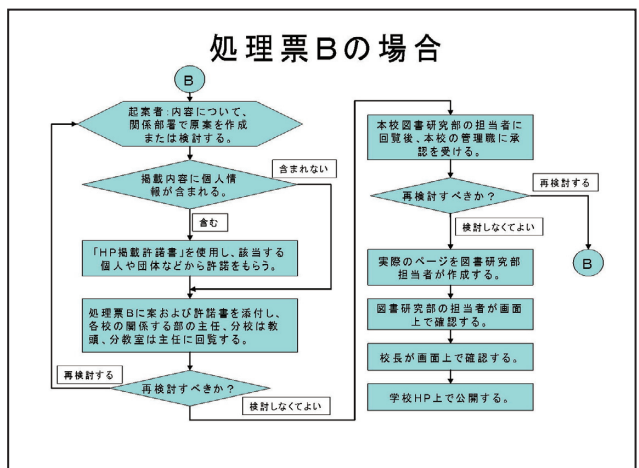 処理票Bの場合
B
起案者:内容について、
関係部署で原案を作成
または検討する。
掲載内容に個人情
報が含まれる。
含まれない
含む
「HP掲載許諾書」を使用し、該当する
個人や団体などから許諾をもらう。
処理票Bに案および許諾書を添付し、
各校の関係する部の主任、分校は教
頭、分教室は主任に回覧する。
再検討する
再検討すべきか?
検討しなくてよい
本校図書研究部の担当者に
回覧後、本校の管理職に承
認を受ける。
再検討する
再検討すべきか?
検討しなくてよい
B
実際のページを図書研究部
担当者が作成する。
図書研究部の担当者が画面
上で確認する。
校長が画面上で確認する。
学校HP上で公開する。